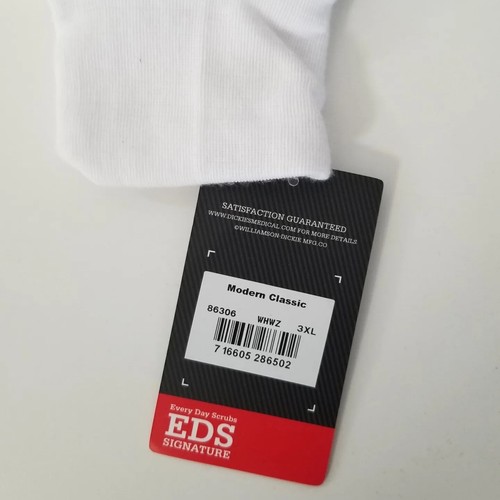 SATISFACTION GUARANTEED
WWW.DICKIESMEDICAL.COM FOR MORE DETAILS
©WILLIAMSON-DICKIE MFG.CO
Modern Classic
86306 WHWZ 3XL
7 16605 286502
Every Day Scrubs
EDS
SIGNATURE